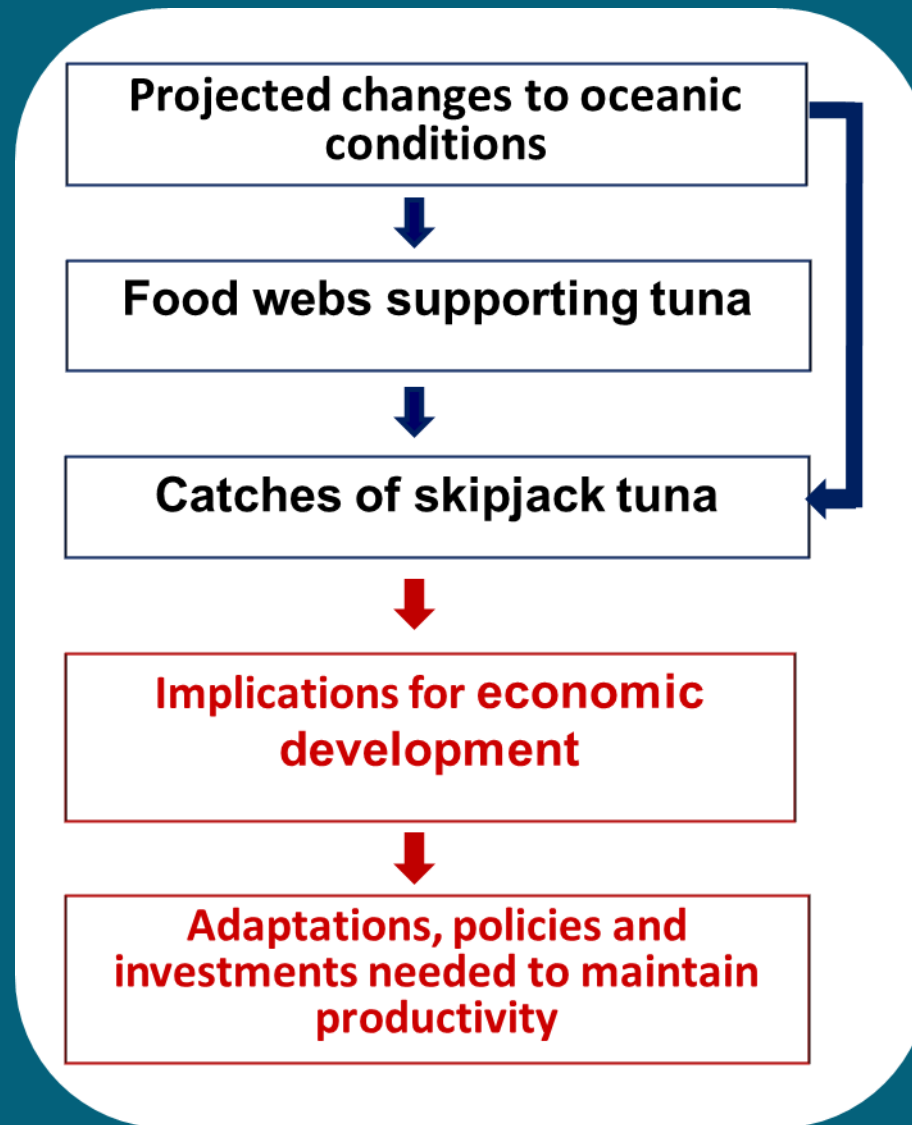 Projected changes to oceanic
conditions
Food webs supporting tuna
Catches of skipjack tuna
Implications for economic
development
Adaptations, policies and
investments needed to maintain
productivity